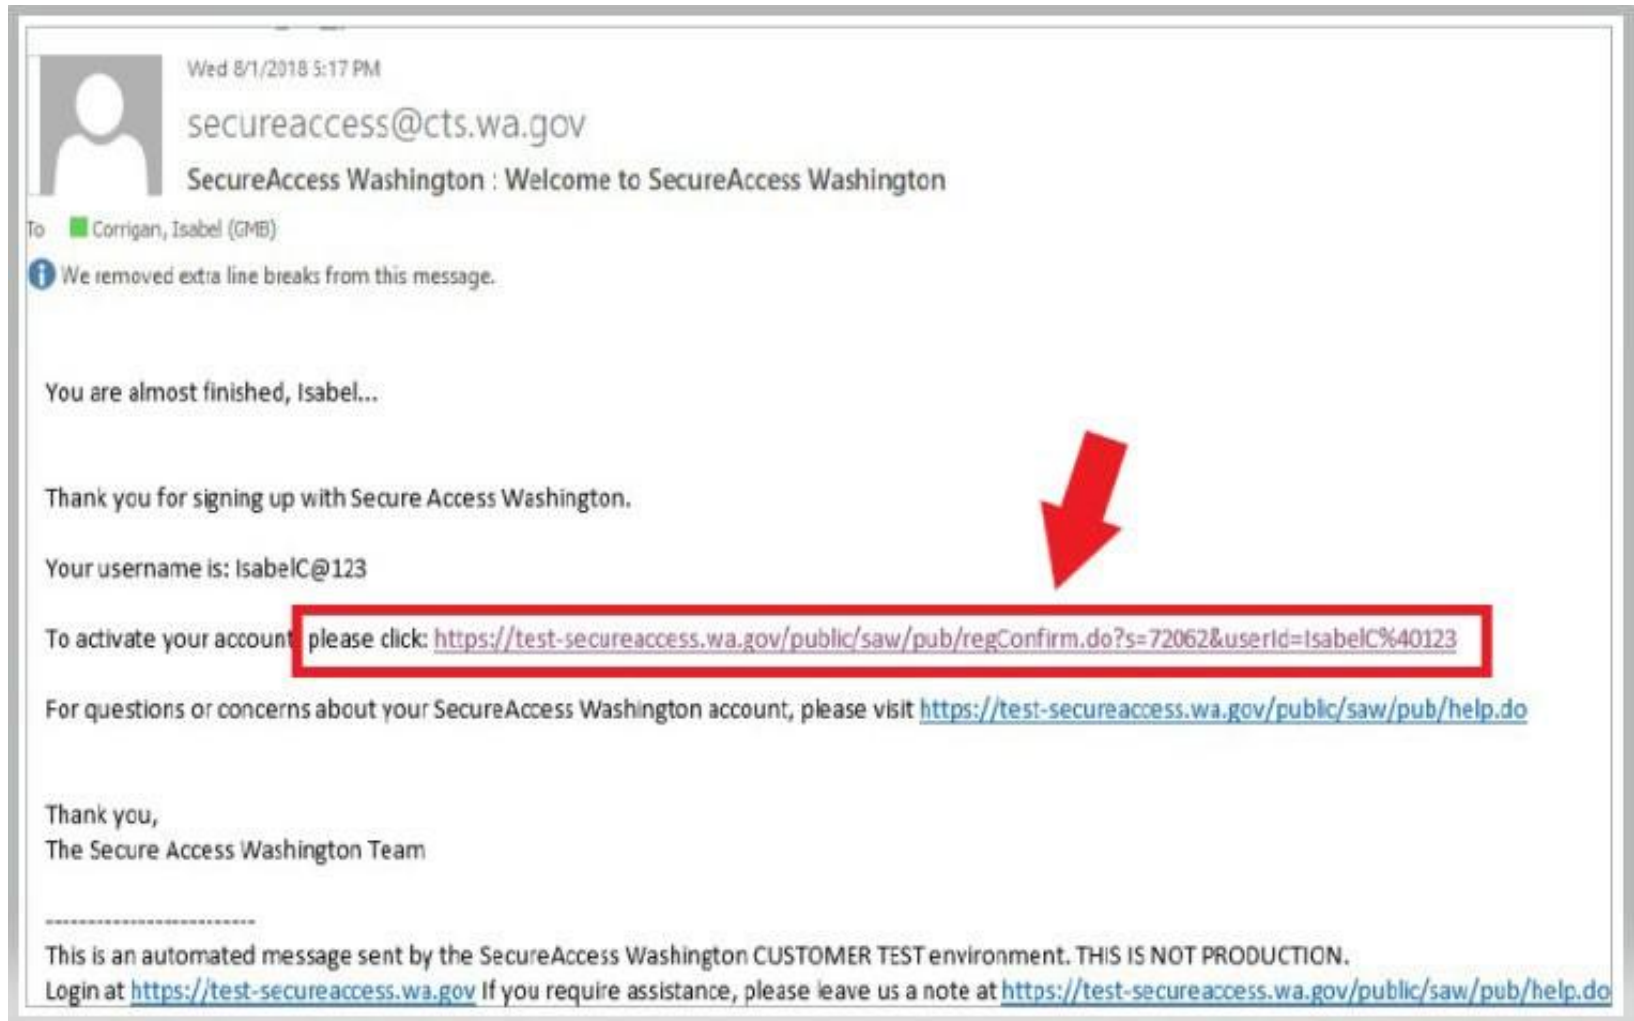 Wed 8/1/2018 5:17 PM
secureaccess@cts.wa.gov
SecureAccess Washington : Welcome to SecureAccess Washington
To Corrigan, Isabel (GMB)
We removed extra line breaks from this message.
You are almost finished, Isabel...
Thank you for signing up with Secure Access Washington.
Your username is: IsabelC@123
To activate your account please click: https://test-secureaccess.wa.gov/public/saw/pub/regConfirm.do?s=72062&userId=IsabelC%40123
For questions or concerns about your SecureAccess Washington account, please visit https://test-secureaccess.wa.gov/public/saw/pub/help.do
Thank you,
The Secure Access Washington Team
--------------------------
This is an automated message sent by the SecureAccess Washington CUSTOMER TEST environment. THIS IS NOT PRODUCTION.
Login at https://test-secureaccess.wa.gov If you require assistance, please leave us a note at https://test-secureaccess.wa.gov/public/saw/pub/help.do